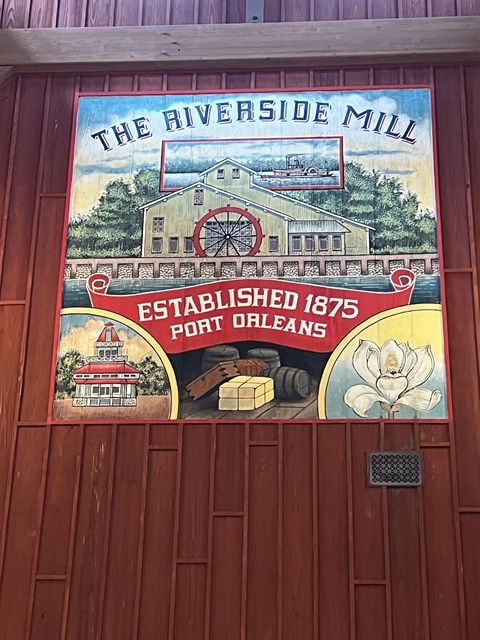 THE RIVERSIDE MILL
ESTABLISHED 1875
PORT ORLEANS